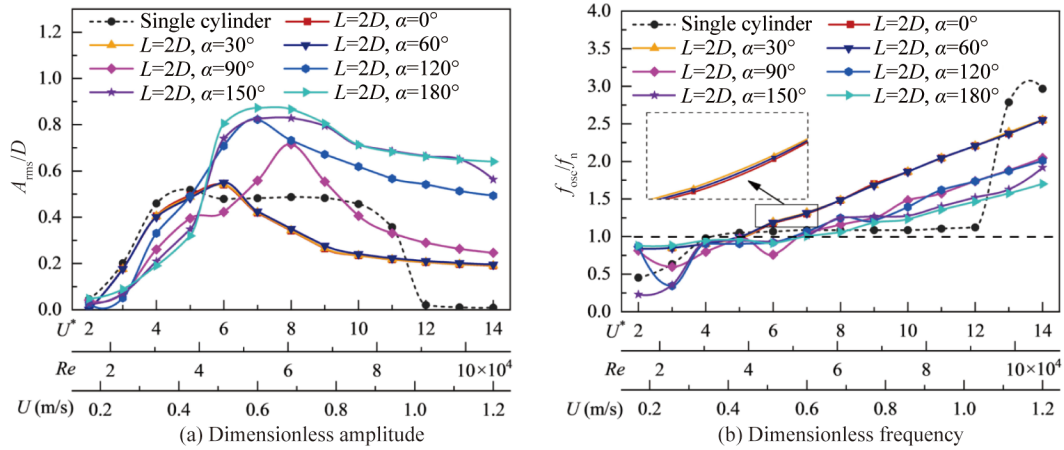 (a)
Single cylinder
L=2D, α=0°
L=2D, α=30°
L=2D, α=60°
L=2D, α=90°
L=2D, α=120°
L=2D, α=150°
L=2D, α=180°
A_rms/D
1.2
1.0
0.8
0.6
0.4
0.2
0.0
U* 2 4 6 8 10 12 14
Re 2 4 6 8 10×10⁴
U (m/s) 0.2 0.4 0.6 0.8 1.0 1.2
(a) Dimensionless amplitude
(b)
Single cylinder
L=2D, α=0°
L=2D, α=30°
L=2D, α=60°
L=2D, α=90°
L=2D, α=120°
L=2D, α=150°
L=2D, α=180°
f_osc/f_n
4.0
3.5
3.0
2.5
2.0
1.5
1.0
0.5
0.0
U* 2 4 6 8 10 12 14
Re 2 4 6 8 10×10⁴
U (m/s) 0.2 0.4 0.6 0.8 1.0 1.2
(b) Dimensionless frequency